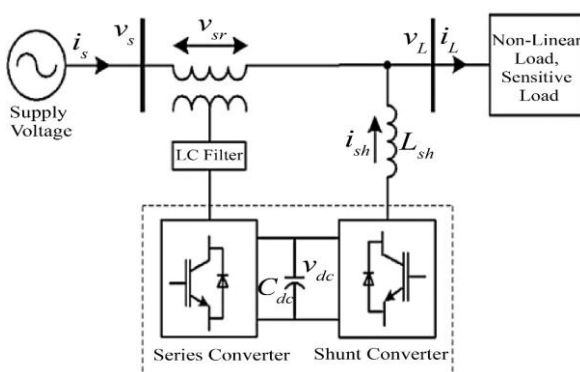 i_s
v_s
v_sr
v_L
i_L
Non-Linear
Load,
Sensitive
Load
Supply
Voltage
LC Filter
i_sh
L_sh
C_dc
v_dc
Series Converter
Shunt Converter